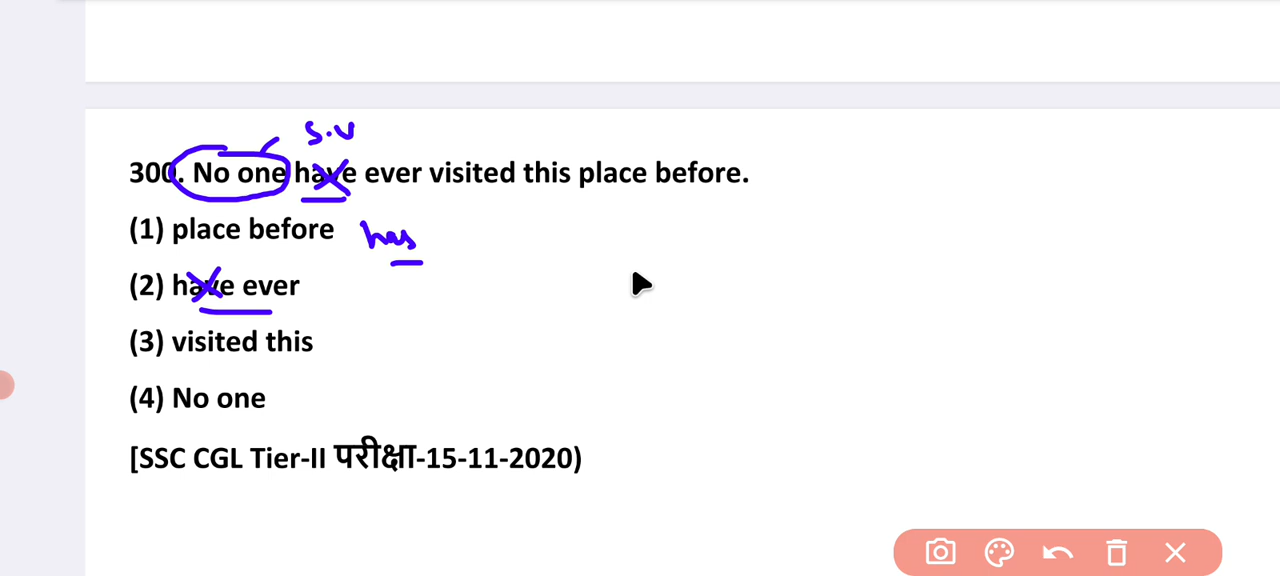 S.V
300. No one have ever visited this place before.
(1) place before
has
(2) have ever
(3) visited this
(4) No one
[SSC CGL Tier-II परीक्षा-15-11-2020)